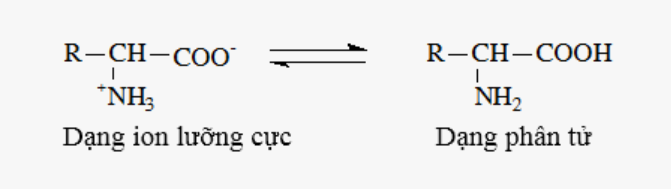 R—CH—COO⁻ ⇌ R—CH—COOH
⁺NH₃ NH₂
Dạng ion lưỡng cực Dạng phân tử